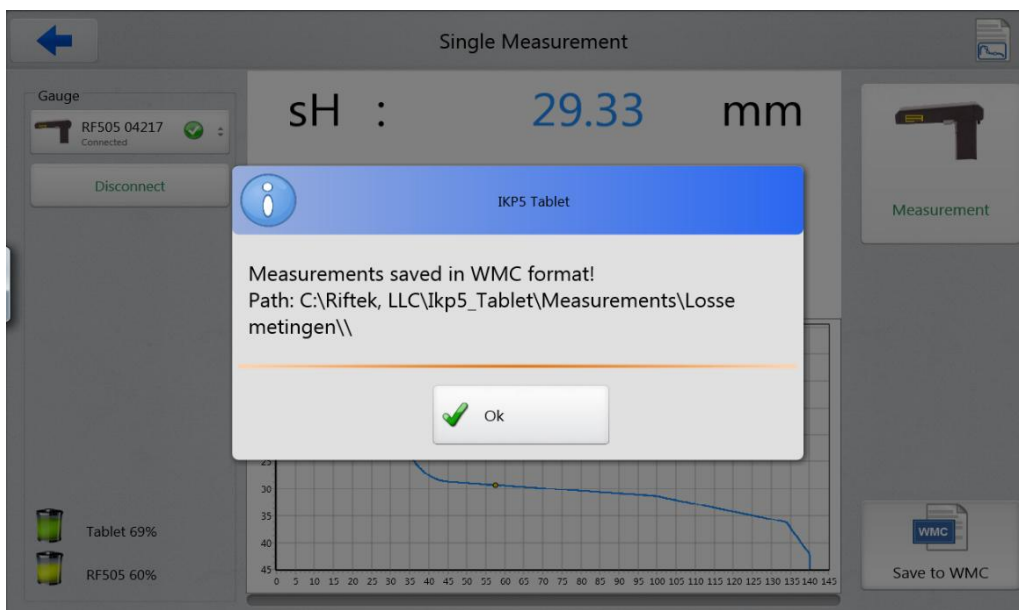 Single Measurement
Gauge
RF505 04217
Connected
Disconnect
sH : 29.33 mm
Measurement
IKP5 Tablet
Measurements saved in WMC format!
Path: C:\Riftek, LLC\Ikp5_Tablet\Measurements\Losse
metingen\\
Ok
25
30
35
40
45
0 5 10 15 20 25 30 35 40 45 50 55 60 65 70 75 80 85 90 95 100 105 110 115 120 125 130 135 140 145
Tablet 69%
RF505 60%
WMC
Save to WMC